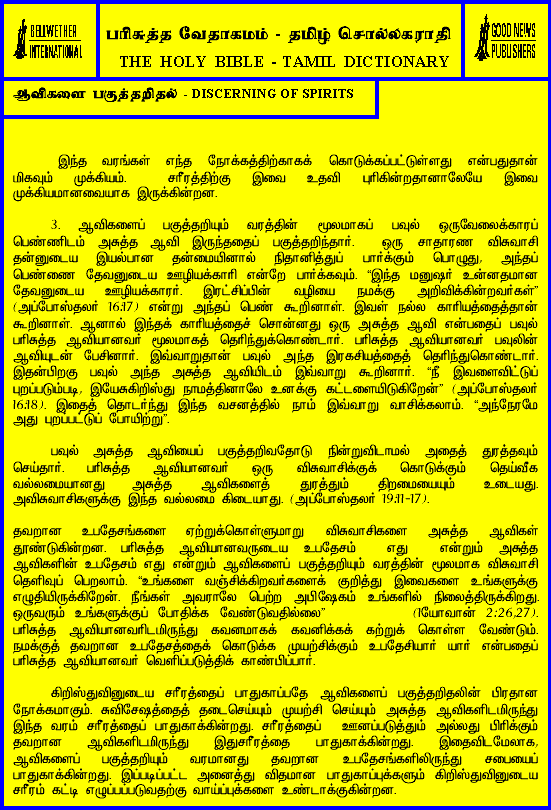 BELLWETHER
INTERNATIONAL
பரிசுத்த வேதாகமம் - தமிழ் சொல்லகராதி
THE HOLY BIBLE - TAMIL DICTIONARY
GOOD NEWS
PUBLISHERS
ஆவிகளை பகுத்தறிதல் - DISCERNING OF SPIRITS
இந்த வரங்கள் எந்த நோக்கத்திற்காகக் கொடுக்கப்பட்டுள்ளது என்பதுதான்
மிகவும் முக்கியம். சரீரத்திற்கு இவை உதவி புரிகின்றதானாலேயே இவை
முக்கியமானவையாக இருக்கின்றன.
3. ஆவிகளைப் பகுத்தறியும் வரத்தின் மூலமாகப் பவுல் ஒருவேலைக்காரப்
பெண்ணிடம் அசுத்த ஆவி இருந்ததைப் பகுத்தறிந்தார். ஒரு சாதாரண விசுவாசி
தன்னுடைய இயல்பான தன்மையினால் நிதானித்துப் பார்க்கும் பொழுது, அந்தப்
பெண்ணை தேவனுடைய ஊழியக்காரி என்றே பார்க்கவும். “இந்த மனுஷர் உன்னதமான
தேவனுடைய ஊழியக்காரர். இரட்சிப்பின் வழியை நமக்கு அறிவிக்கின்றவர்கள்”
(அப்போஸ்தலர் 16:17) என்று அந்தப் பெண் கூறினாள். இவள் நல்ல காரியத்தைத்தான்
கூறினாள். ஆனால் இந்தக் காரியத்தைச் சொன்னது ஒரு அசுத்த ஆவி என்பதைப் பவுல்
பரிசுத்த ஆவியானவர் மூலமாகத் தெரிந்துக்கொண்டார். பரிசுத்த ஆவியானவர் பவுலின்
ஆவியுடன் பேசினார். இவ்வாறுதான் பவுல் அந்த இரகசியத்தைத் தெரிந்துகொண்டார்.
இதன்பிறகு பவுல் அந்த அசுத்த ஆவியிடம் இவ்வாறு கூறினார். “நீ இவளைவிட்டுப்
புறப்படும்படி, இயேசுகிறிஸ்து நாமத்தினாலே உனக்கு கட்டளையிடுகிறேன்” (அப்போஸ்தலர்
16:18). இதைத் தொடர்ந்து இந்த வசனத்தில் நாம் இவ்வாறு வாசிக்கலாம். “அந்நேரமே
அது புறப்பட்டுப் போயிற்று”.
பவுல் அசுத்த ஆவியைப் பகுத்தறிவதோடு நின்றுவிடாமல் அதைத் துரத்தவும்
செய்தார். பரிசுத்த ஆவியானவர் ஒரு விசுவாசிக்குக் கொடுக்கும் தெய்வீக
வல்லமையானது அசுத்த ஆவிகளைத் துரத்தும் திறமையையும் உடையது.
அவிசுவாசிகளுக்கு இந்த வல்லமை கிடையாது. (அப்போஸ்தலர் 19:11-17).
தவறான உபதேசங்களை ஏற்றுக்கொள்ளுமாறு விசுவாசிகளை அசுத்த ஆவிகள்
தூண்டுகின்றன. பரிசுத்த ஆவியானவருடைய உபதேசம் எது என்றும் அசுத்த
ஆவிகளின் உபதேசம் எது என்றும் ஆவிகளைப் பகுத்தறியும் வரத்தின் மூலமாக விசுவாசி
தெளிவுப் பெறலாம். “உங்களை வஞ்சிக்கிறவர்களைக் குறித்து இவைகளை உங்களுக்கு
எழுதியிருக்கிறேன். நீங்கள் அவராலே பெற்ற அபிஷேகம் உங்களில் நிலைத்திருக்கிறது.
ஒருவரும் உங்களுக்குப் போதிக்க வேண்டுவதில்லை” (1யோவான் 2:26,27).
பரிசுத்த ஆவியானவரிடமிருந்து கவனமாகக் கவனிக்கக் கற்றுக் கொள்ள வேண்டும்.
நமக்குத் தவறான உபதேசத்தைக் கொடுக்க முயற்சிக்கும் உபதேசியார் யார் என்பதைப்
பரிசுத்த ஆவியானவர் வெளிப்படுத்திக் காண்பிப்பார்.
கிறிஸ்துவினுடைய சரீரத்தைப் பாதுகாப்பதே ஆவிகளைப் பகுத்தறிதலின் பிரதான
நோக்கமாகும். சுவிசேஷத்தைத் தடைசெய்யும் முயற்சி செய்யும் அசுத்த ஆவிகளிடமிருந்து
இந்த வரம் சரீரத்தைப் பாதுகாக்கின்றது. சரீரத்தைப் ஊனப்படுத்தும் அல்லது பிரிக்கும்
தவறான ஆவிகளிடமிருந்து இதுசரீரத்தை பாதுகாக்கின்றது. இதைவிடமேலாக,
ஆவிகளைப் பகுத்தறியும் வரமானது தவறான உபதேசங்களிலிருந்து சபையைப்
பாதுகாக்கின்றது. இப்படிப்பட்ட அனைத்து விதமான பாதுகாப்புக்களும் கிறிஸ்துவினுடைய
சரீரம் கட்டி எழுப்பப்படுவதற்கு வாய்ப்புக்களை உண்டாக்குகின்றன.